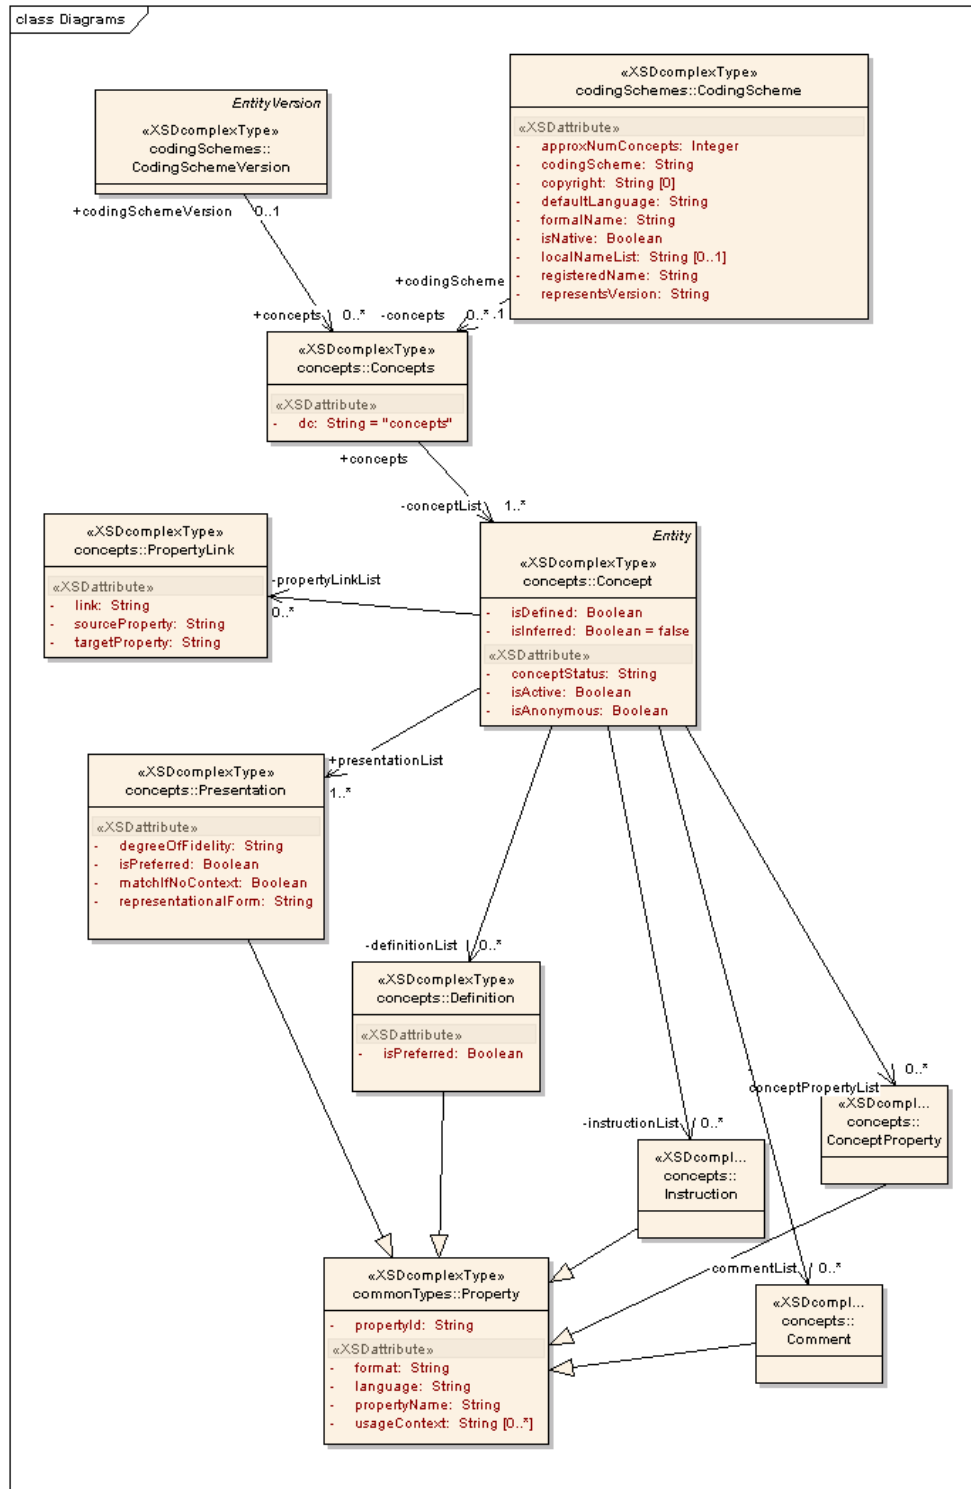 class Diagrams
EntityVersion
«XSDcomplexType»
codingSchemes::
CodingSchemeVersion
«XSDcomplexType»
codingSchemes::CodingScheme
«XSDattribute»
- approxNumConcepts: Integer
- codingScheme: String
- copyright: String [0]
- defaultLanguage: String
- formalName: String
- isNative: Boolean
- localNameList: String [0..1]
- registeredName: String
- representsVersion: String
+codingSchemeVersion 0..1
+codingScheme
+concepts 0..* -concepts 0..* .1
«XSDcomplexType»
concepts::Concepts
«XSDattribute»
- dc: String = "concepts"
+concepts
-conceptList 1..*
«XSDcomplexType»
concepts::PropertyLink
«XSDattribute»
- link: String
- sourceProperty: String
- targetProperty: String
-propertyLinkList
0..*
Entity
«XSDcomplexType»
concepts::Concept
- isDefined: Boolean
- isInferred: Boolean = false
«XSDattribute»
- conceptStatus: String
- isActive: Boolean
- isAnonymous: Boolean
+presentationList
1..*
«XSDcomplexType»
concepts::Presentation
«XSDattribute»
- degreeOfFidelity: String
- isPreferred: Boolean
- matchIfNoContext: Boolean
- representationalForm: String
-definitionList 0..*
«XSDcomplexType»
concepts::Definition
«XSDattribute»
- isPreferred: Boolean
0..*
conceptPropertyList
«XSDcompl...
concepts::
ConceptProperty
-instructionList 0..*
«XSDcompl...
concepts::
Instruction
commentList 0..*
«XSDcompl...
concepts::
Comment
«XSDcomplexType»
commonTypes::Property
- propertyId: String
«XSDattribute»
- format: String
- language: String
- propertyName: String
- usageContext: String [0..*]